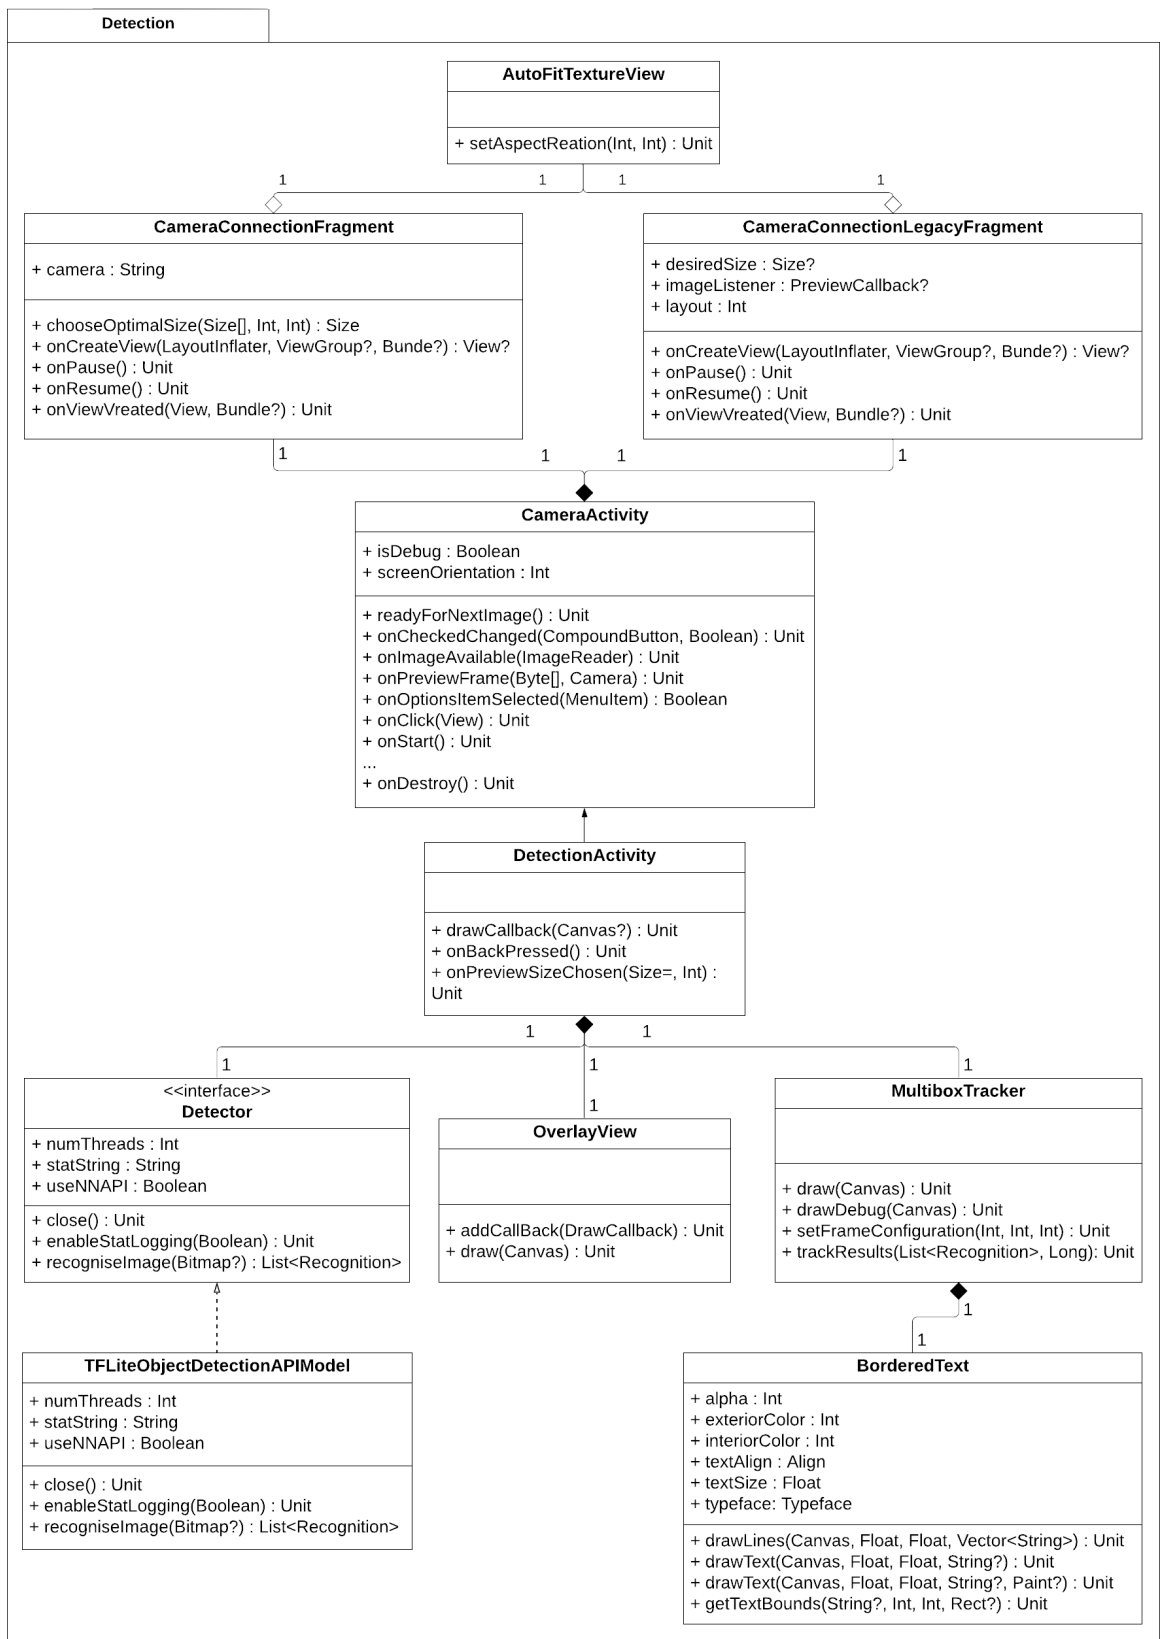 Detection
AutoFitTextureView
+ setAspectReation(Int, Int) : Unit
1
1
1
1
CameraConnectionFragment
+ camera : String
+ chooseOptimalSize(Size[], Int, Int) : Size
+ onCreateView(LayoutInflater, ViewGroup?, Bunde?) : View?
+ onPause() : Unit
+ onResume() : Unit
+ onViewVreated(View, Bundle?) : Unit
CameraConnectionLegacyFragment
+ desiredSize : Size?
+ imageListener : PreviewCallback?
+ layout : Int
+ onCreateView(LayoutInflater, ViewGroup?, Bunde?) : View?
+ onPause() : Unit
+ onResume() : Unit
+ onViewVreated(View, Bundle?) : Unit
1
1
1
1
CameraActivity
+ isDebug : Boolean
+ screenOrientation : Int
+ readyForNextImage() : Unit
+ onCheckedChanged(CompoundButton, Boolean) : Unit
+ onImageAvailable(ImageReader) : Unit
+ onPreviewFrame(Byte[], Camera) : Unit
+ onOptionsItemSelected(MenuItem) : Boolean
+ onClick(View) : Unit
+ onStart() : Unit
...
+ onDestroy() : Unit
DetectionActivity
+ drawCallback(Canvas?) : Unit
+ onBackPressed() : Unit
+ onPreviewSizeChosen(Size=, Int) :
Unit
1
1
1
1
1
1
<<interface>>
Detector
+ numThreads : Int
+ statString : String
+ useNNAPI : Boolean
+ close() : Unit
+ enableStatLogging(Boolean) : Unit
+ recogniseImage(Bitmap?) : List<Recognition>
OverlayView
+ addCallBack(DrawCallback) : Unit
+ draw(Canvas) : Unit
MultiboxTracker
+ draw(Canvas) : Unit
+ drawDebug(Canvas) : Unit
+ setFrameConfiguration(Int, Int, Int) : Unit
+ trackResults(List<Recognition>, Long): Unit
1
1
TFLiteObjectDetectionAPIModel
+ numThreads : Int
+ statString : String
+ useNNAPI : Boolean
+ close() : Unit
+ enableStatLogging(Boolean) : Unit
+ recogniseImage(Bitmap?) : List<Recognition>
BorderedText
+ alpha : Int
+ exteriorColor : Int
+ interiorColor : Int
+ textAlign : Align
+ textSize : Float
+ typeface: Typeface
+ drawLines(Canvas, Float, Float, Vector<String>) : Unit
+ drawText(Canvas, Float, Float, String?) : Unit
+ drawText(Canvas, Float, Float, String?, Paint?) : Unit
+ getTextBounds(String?, Int, Int, Rect?) : Unit